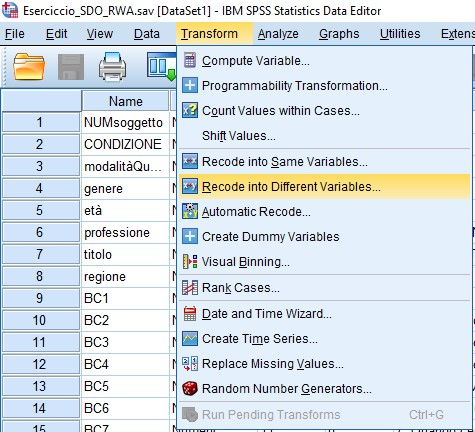 Eserciccio_SDO_RWA.sav [DataSet1] - IBM SPSS Statistics Data Editor
File Edit View Data Transform Analyze Graphs Utilities Extens
Name
1 NUMsoggetto
2 CONDIZIONE
3 modalitàQu...
4 genere
5 età
6 professione
7 titolo
8 regione
9 BC1
10 BC2
11 BC3
12 BC4
13 BC5
14 BC6
15 BC7
Compute Variable...
Programmability Transformation...
Count Values within Cases...
Shift Values...
Recode into Same Variables...
Recode into Different Variables...
Automatic Recode...
Create Dummy Variables
Visual Binning...
Rank Cases...
Date and Time Wizard...
Create Time Series...
Replace Missing Values...
Random Number Generators...
Run Pending Transforms Ctrl+G